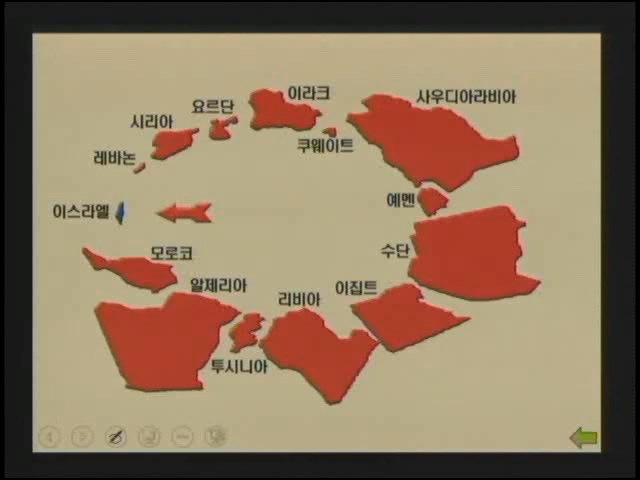 이라크
사우디아라비아
요르단
시리아
쿠웨이트
레바논
예멘
이스라엘
수단
모로코
알제리아
이집트
리비아
투시니아